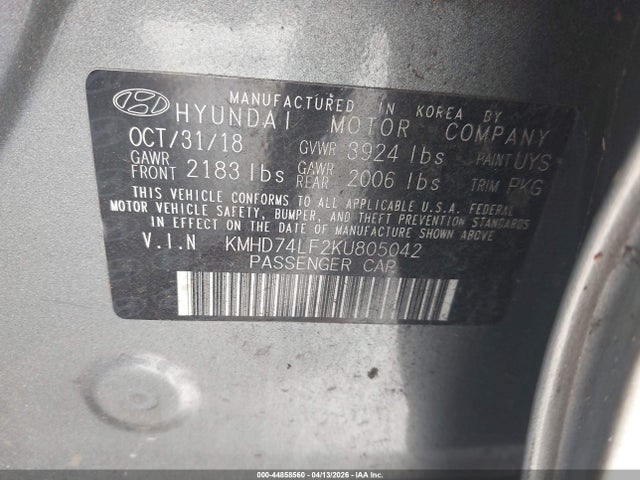 MANUFACTURED IN KOREA BY
HYUNDAI MOTOR COMPANY
OCT/31/18 GVWR 3924 lbs PAINT UYS
GAWR FRONT 2183 lbs GAWR REAR 2006 lbs TRIM PKG
THIS VEHICLE CONFORMS TO ALL APPLICABLE U.S.A. FEDERAL
MOTOR VEHICLE SAFETY, BUMPER, AND THEFT PREVENTION STANDARDS
IN EFFECT ON THE DATE OF MANUFACTURE SHOWN ABOVE.
V.I.N KMHD74LF2KU805042
PASSENGER CAR
000-44858560 - 04/13/2026 - IAA Inc.